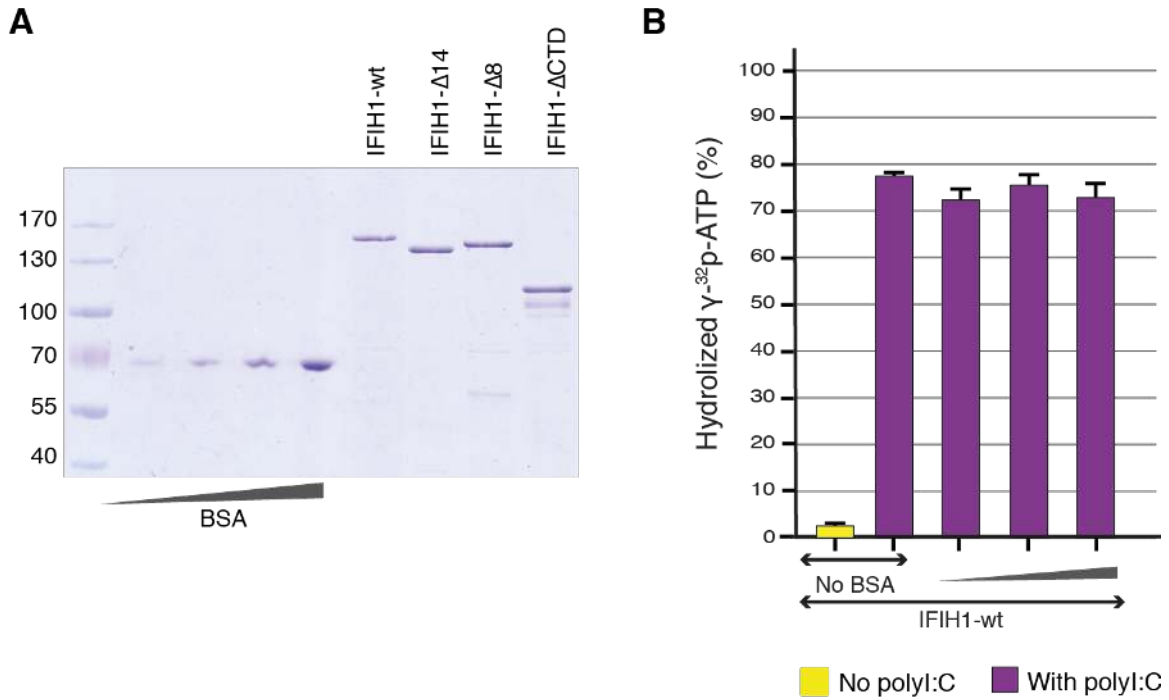 A
IFIH1-wt
IFIH1-Δ14
IFIH1-Δ8
IFIH1-ΔCTD
170
130
100
70
55
40
BSA
B
Hydrolized γ-³²p-ATP (%)
100
90
80
70
60
50
40
30
20
10
0
No BSA
IFIH1-wt
No polyI:C
With polyI:C